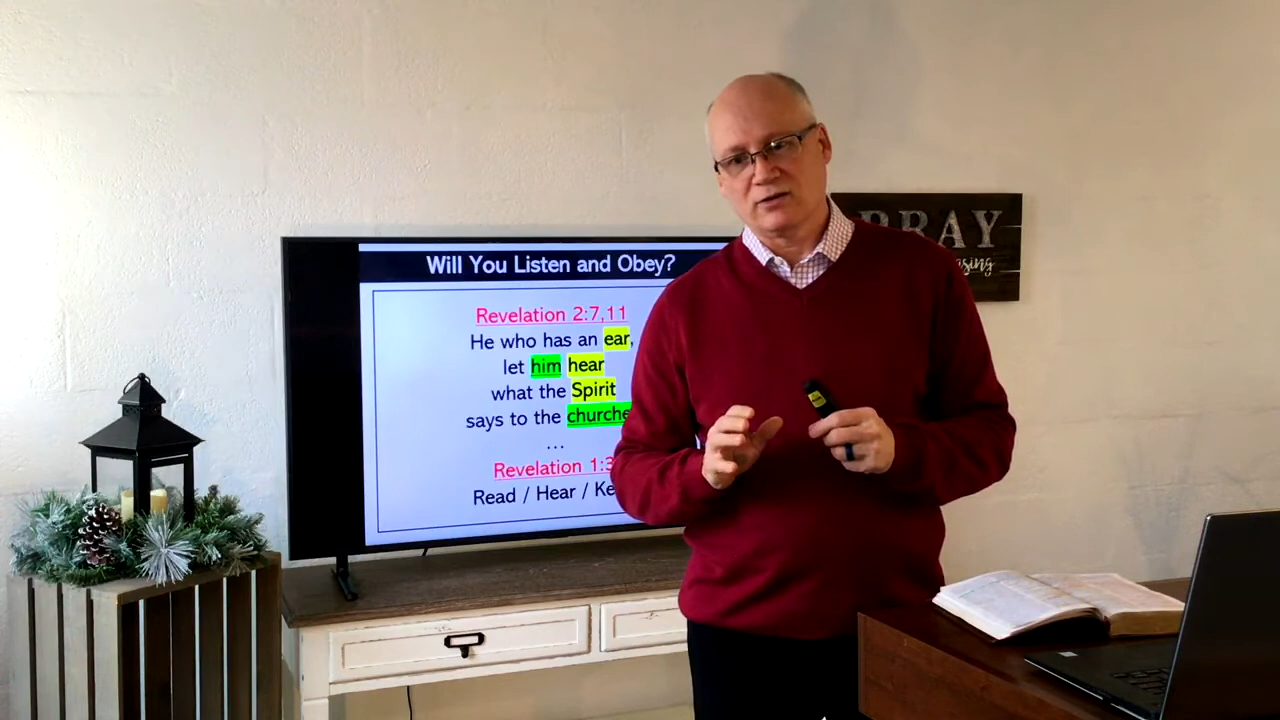 Will You Listen and Obey?
Revelation 2:7,11
He who has an ear,
let him hear
what the Spirit
says to the churche
...
Revelation 1:3
Read / Hear / Ke
PRAY